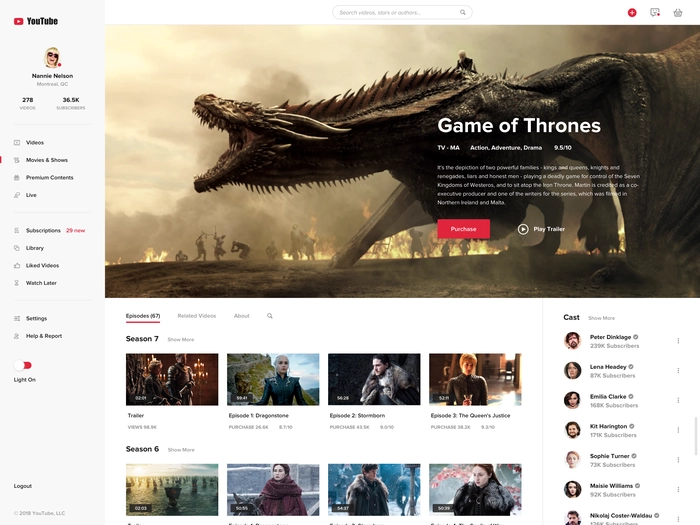 YouTube
Search videos, stars or authors...
Nannie Nelson
Montreal, QC
278
VIDEOS
36.5K
SUBSCRIBERS
Videos
Movies & Shows
Premium Contents
Live
Subscriptions 29 new
Library
Liked Videos
Watch Later
Settings
Help & Report
Light On
Logout
© 2018 YouTube, LLC
Game of Thrones
TV - MA Action, Adventure, Drama 9.5/10
It's the depiction of two powerful families - kings and queens, knights and
renegades, liars and honest men - playing a deadly game for control of the Seven
Kingdoms of Westeros, and to sit atop the Iron Throne. Martin is credited as a co-
executive producer and one of the writers for the series, which was filmed in
Northern Ireland and Malta.
Purchase
Play Trailer
Episodes (67) Related Videos About
Season 7 Show More
02:01
59:41
56:28
52:11
Trailer
VIEWS 98.9K
Episode 1: Dragonstone
PURCHASE 26.6K 8.7/10
Episode 2: Stormborn
PURCHASE 43.5K 9.0/10
Episode 3: The Queen's Justice
PURCHASE 38.2K 9.3/10
Season 6 Show More
02:03
50:55
54:37
50:29
Cast Show More
Peter Dinklage
239K Subscribers
Lena Headey
87K Subscribers
Emilia Clarke
168K Subscribers
Kit Harington
171K Subscribers
Sophie Turner
73K Subscribers
Maisie Williams
92K Subscribers
Nikolaj Coster-Waldau